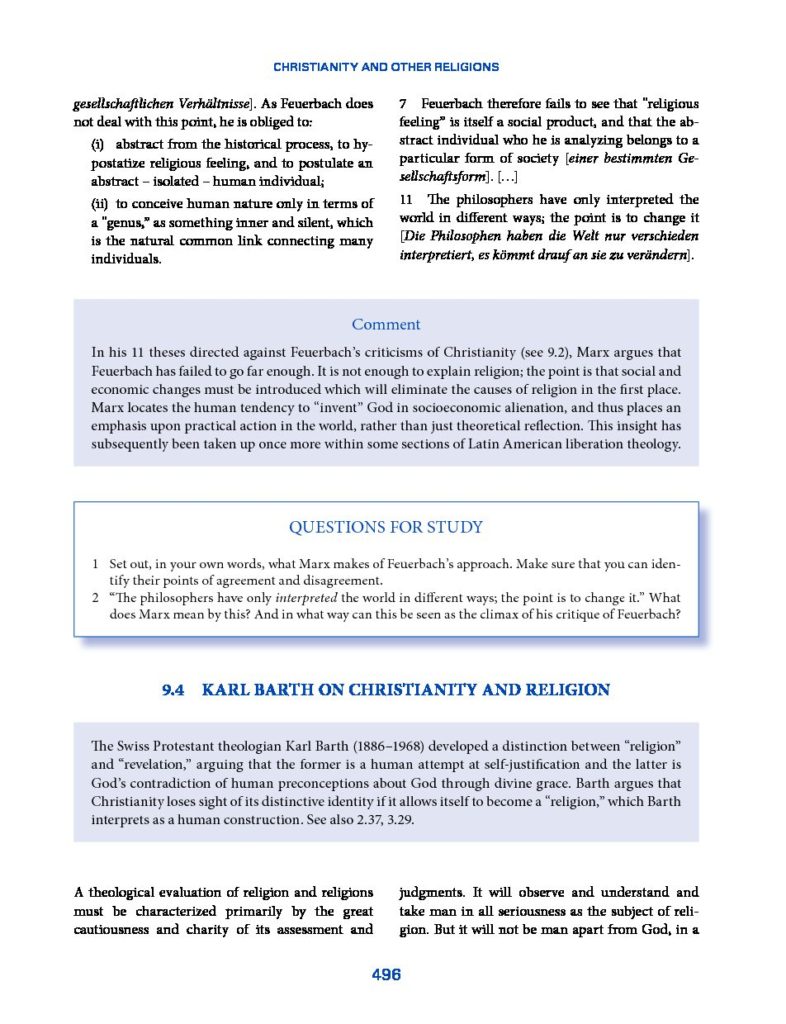 CHRISTIANITY AND OTHER RELIGIONS
gesellschaftlichen Verhältnisse]. As Feuerbach does
not deal with this point, he is obliged to:
(i) abstract from the historical process, to hy-
postatize religious feeling, and to postulate an
abstract – isolated – human individual;
(ii) to conceive human nature only in terms of
a "genus," as something inner and silent, which
is the natural common link connecting many
individuals.
7 Feuerbach therefore fails to see that "religious
feeling" is itself a social product, and that the ab-
stract individual who he is analyzing belongs to a
particular form of society [einer bestimmten Ge-
sellschaftsform]. […]
11 The philosophers have only interpreted the
world in different ways; the point is to change it
[Die Philosophen haben die Welt nur verschieden
interpretiert, es kömmt drauf an sie zu verändern].
Comment
In his 11 theses directed against Feuerbach's criticisms of Christianity (see 9.2), Marx argues that
Feuerbach has failed to go far enough. It is not enough to explain religion; the point is that social and
economic changes must be introduced which will eliminate the causes of religion in the first place.
Marx locates the human tendency to "invent" God in socioeconomic alienation, and thus places an
emphasis upon practical action in the world, rather than just theoretical reflection. This insight has
subsequently been taken up once more within some sections of Latin American liberation theology.
QUESTIONS FOR STUDY
1 Set out, in your own words, what Marx makes of Feuerbach's approach. Make sure that you can iden-
tify their points of agreement and disagreement.
2 "The philosophers have only interpreted the world in different ways; the point is to change it." What
does Marx mean by this? And in what way can this be seen as the climax of his critique of Feuerbach?
9.4 KARL BARTH ON CHRISTIANITY AND RELIGION
The Swiss Protestant theologian Karl Barth (1886–1968) developed a distinction between "religion"
and "revelation," arguing that the former is a human attempt at self-justification and the latter is
God's contradiction of human preconceptions about God through divine grace. Barth argues that
Christianity loses sight of its distinctive identity if it allows itself to become a "religion," which Barth
interprets as a human construction. See also 2.37, 3.29.
A theological evaluation of religion and religions
must be characterized primarily by the great
cautiousness and charity of its assessment and
judgments. It will observe and understand and
take man in all seriousness as the subject of reli-
gion. But it will not be man apart from God, in a
496